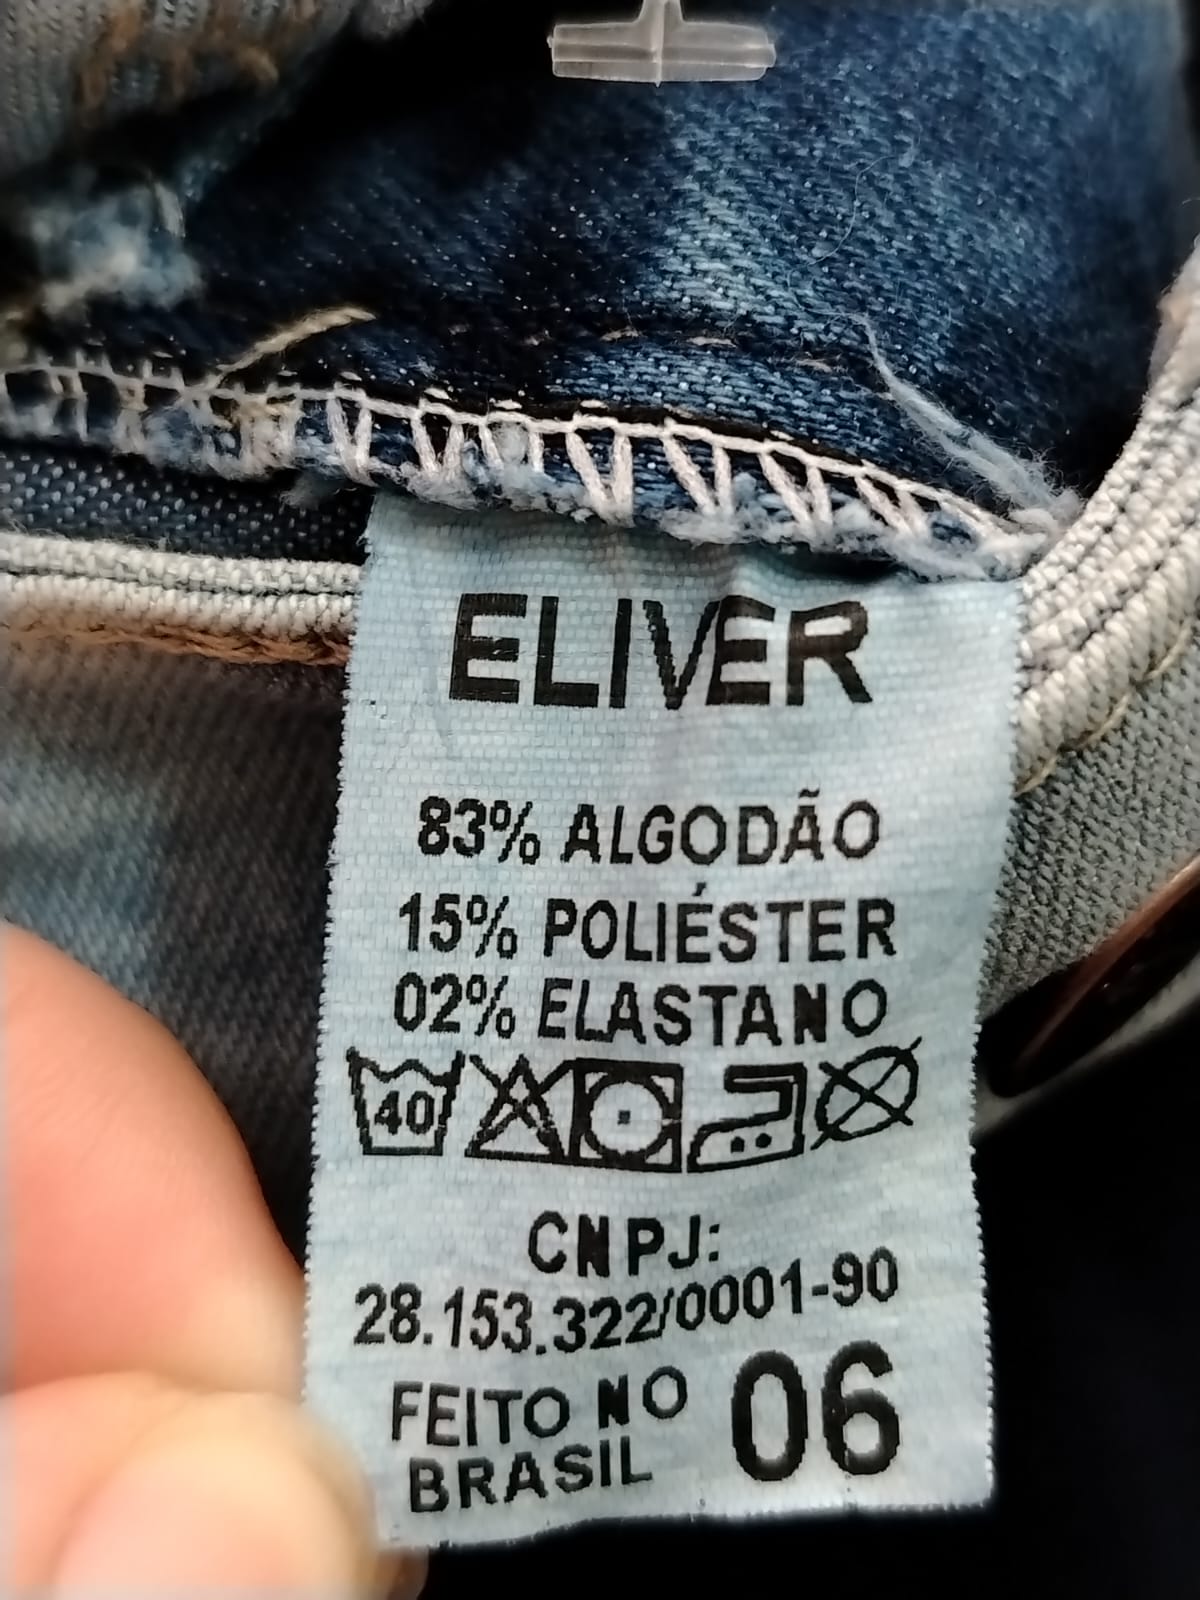 ELIVER
83% ALGODÃO
15% POLIÉSTER
02% ELASTANO
40
CNPJ:
28.153.322/0001-90
FEITO NO
BRASIL
06